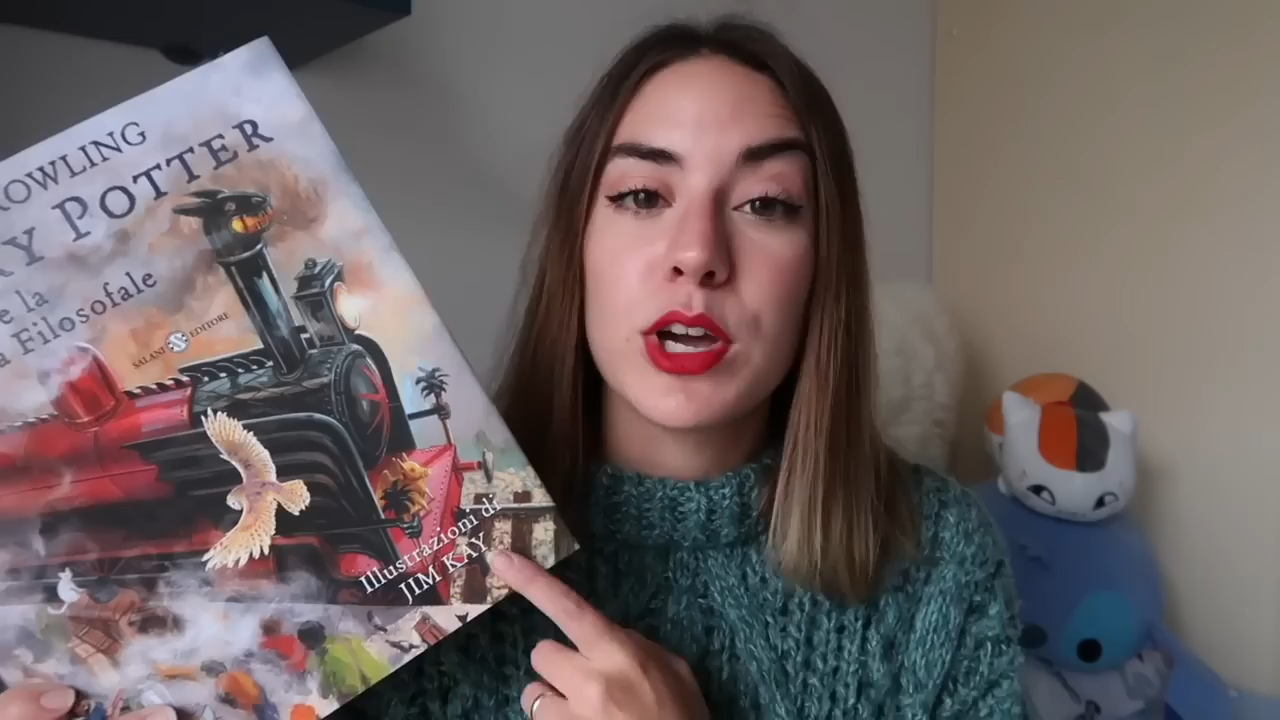 ROWLING
Y POTTER
e la
a Filosofale
SALANI EDITORE
Illustrazioni di
JIM KAY